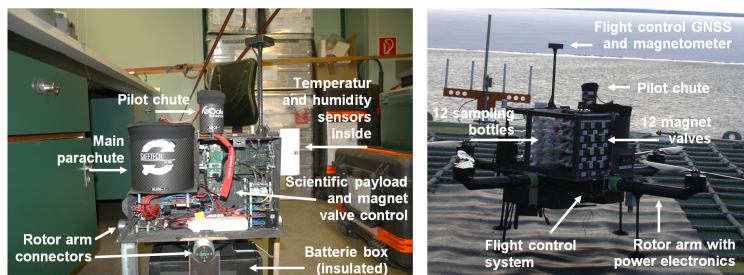 Pilot chute
Main
parachute
Temperatur
and humidity
sensors
inside
Scientific payload
and magnet
valve control
Rotor arm
connectors
Batterie box
(insulated)
SAFETECH
Flight control GNSS
and magnetometer
Pilot chute
12 sampling
bottles
12 magnet
valves
Flight control
system
Rotor arm with
power electronics